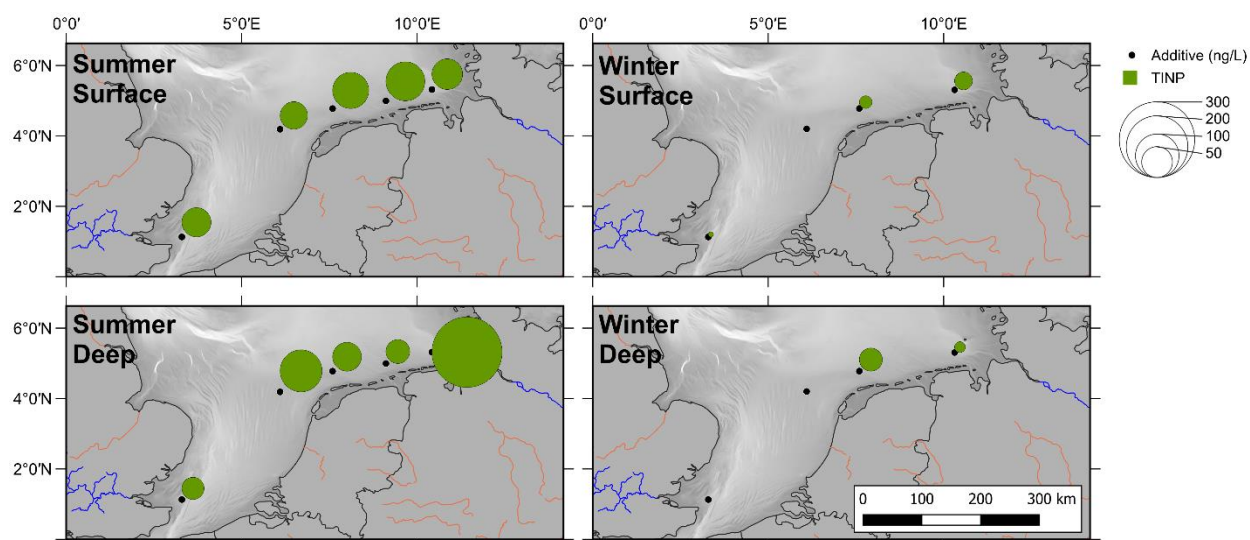 0°0' 5°0'E 10°0'E 0°0' 5°0'E 10°0'E
6°0'N
4°0'N
2°0'N
Summer
Surface
Winter
Surface
Additive (ng/L)
TINP
300
200
100
50
6°0'N
4°0'N
2°0'N
Summer
Deep
Winter
Deep
0 100 200 300 km